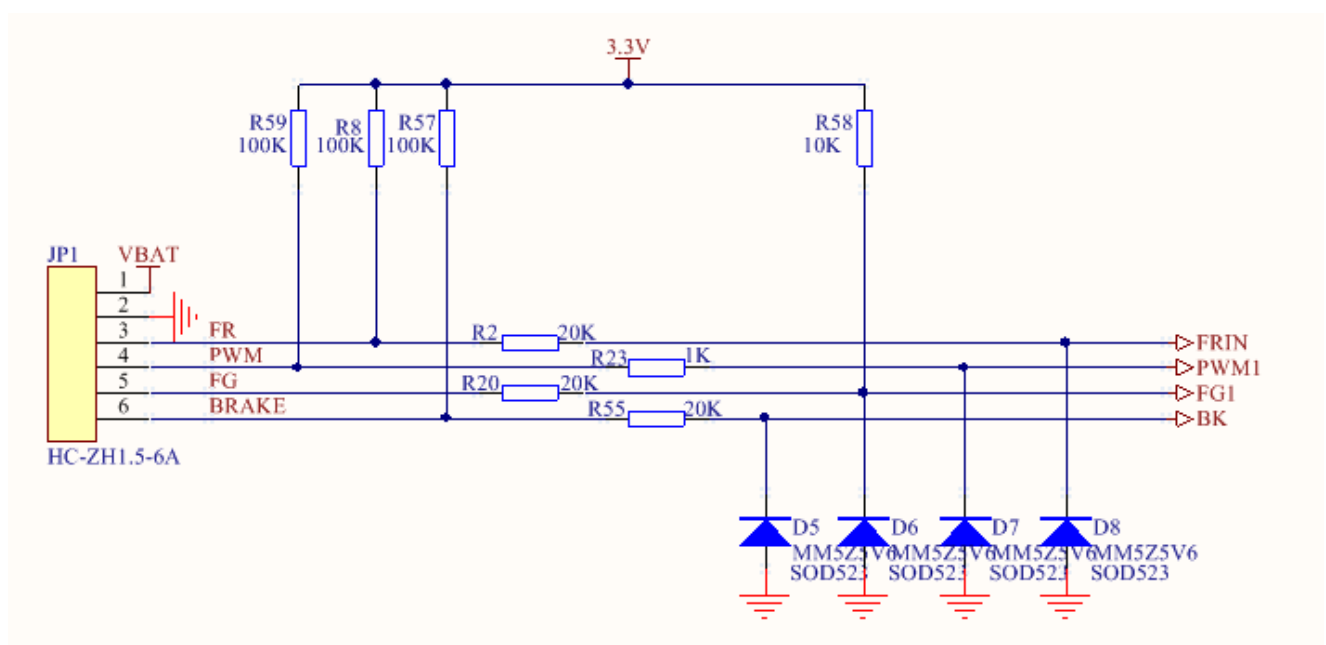 3.3V
R59
100K
R8
100K
R57
100K
R58
10K
JP1
VBAT
1
2
3
4
5
6
FR
PWM
FG
BRAKE
R2 20K
R23 1K
R20 20K
R55 20K
FRIN
PWM1
FG1
BK
HC-ZH1.5-6A
D5
MM5Z5V6
SOD523
D6
MM5Z5V6
SOD523
D7
MM5Z5V6
SOD523
D8
MM5Z5V6
SOD523